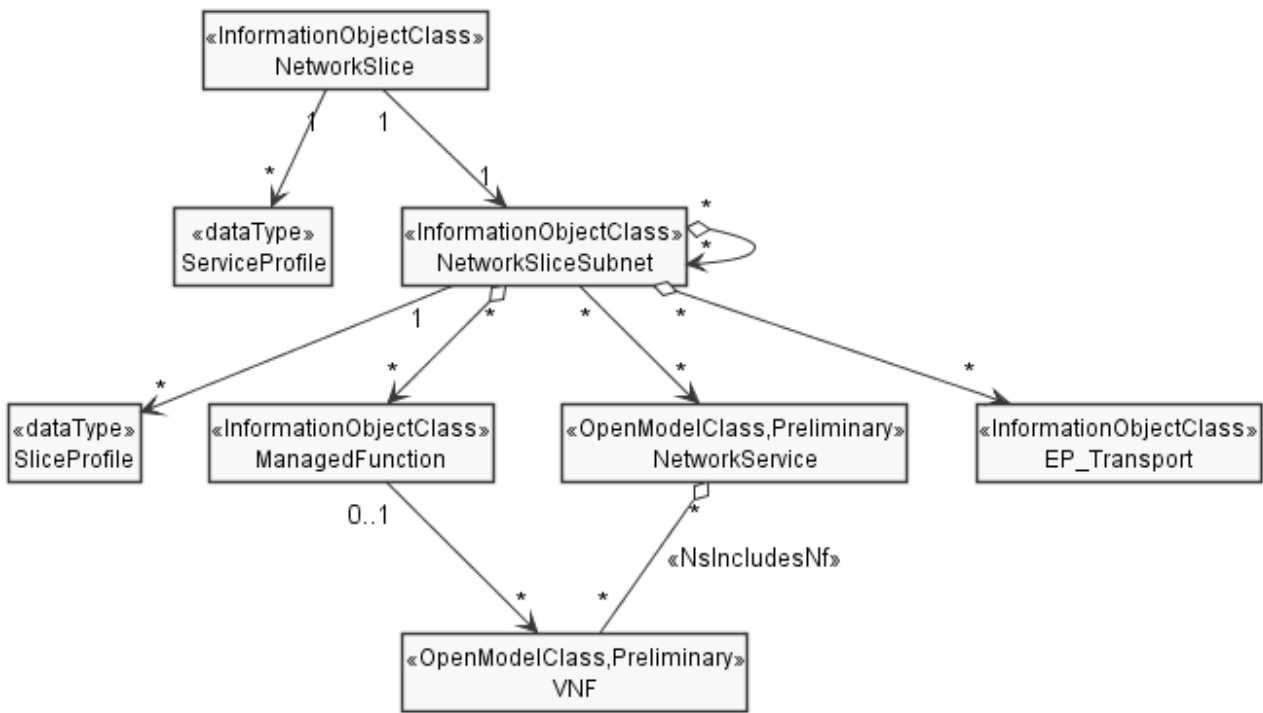 «InformationObjectClass»
NetworkSlice
1
1
*
1
«dataType»
ServiceProfile
«InformationObjectClass»
NetworkSliceSubnet
*
*
1
*
*
*
*
*
*
*
«dataType»
SliceProfile
«InformationObjectClass»
ManagedFunction
«OpenModelClass,Preliminary»
NetworkService
«InformationObjectClass»
EP_Transport
0..1
*
«NsIncludesNf»
*
*
«OpenModelClass,Preliminary»
VNF